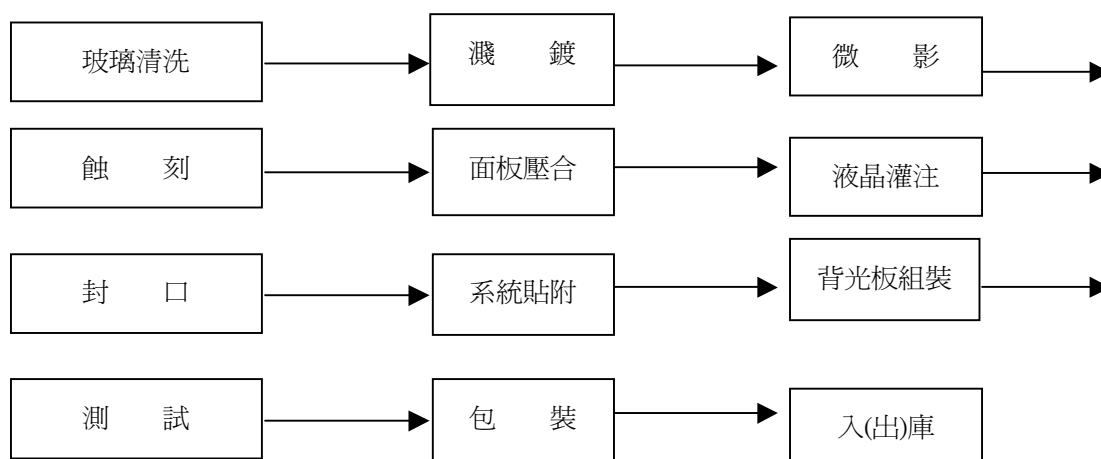 玻璃清洗
濺 鍍
微 影
蝕 刻
面板壓合
液晶灌注
封 口
系統貼附
背光板組裝
測 試
包 裝
入(出)庫